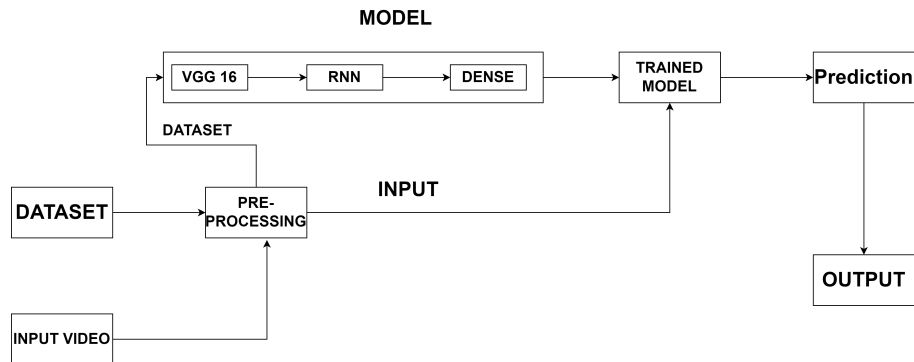 MODEL
VGG 16
RNN
DENSE
TRAINED
MODEL
Prediction
DATASET
INPUT
DATASET
PRE-
PROCESSING
OUTPUT
INPUT VIDEO